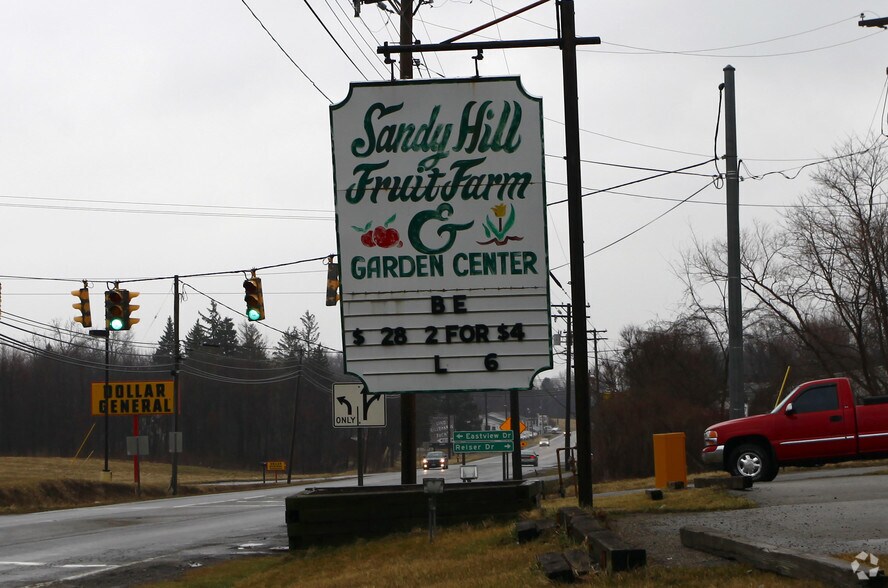 Sandy Hill
Fruit Farm
&
GARDEN CENTER
BE
$ 28 2 FOR $4
L 6
DOLLAR
GENERAL
ONLY
← Eastview Dr
Reiser Dr →